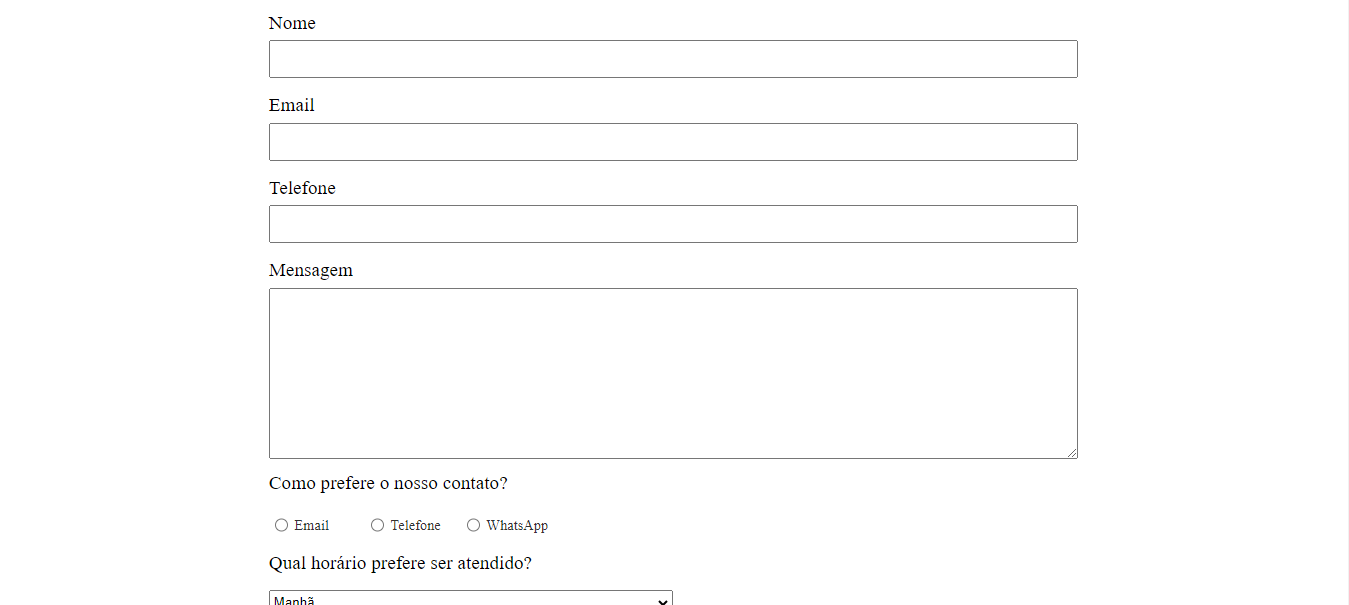 Nome
Email
Telefone
Mensagem
Como prefere o nosso contato?
Email Telefone WhatsApp
Qual horário prefere ser atendido?
Manhã